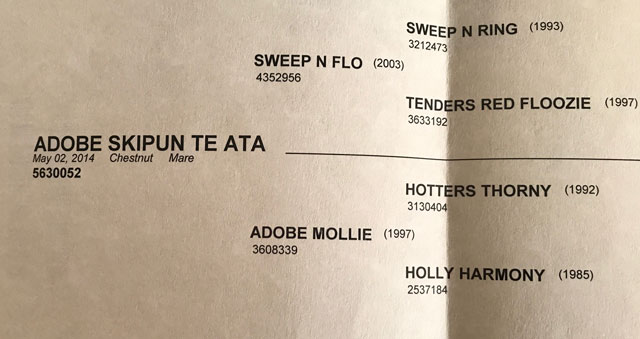 SWEEP N RING (1993)
3212473
SWEEP N FLO (2003)
4352956
TENDERS RED FLOOZIE (1997)
3633192
ADOBE SKIPUN TE ATA
May 02, 2014 Chestnut Mare
5630052
HOTTERS THORNY (1992)
3130404
ADOBE MOLLIE (1997)
3608339
HOLLY HARMONY (1985)
2537184